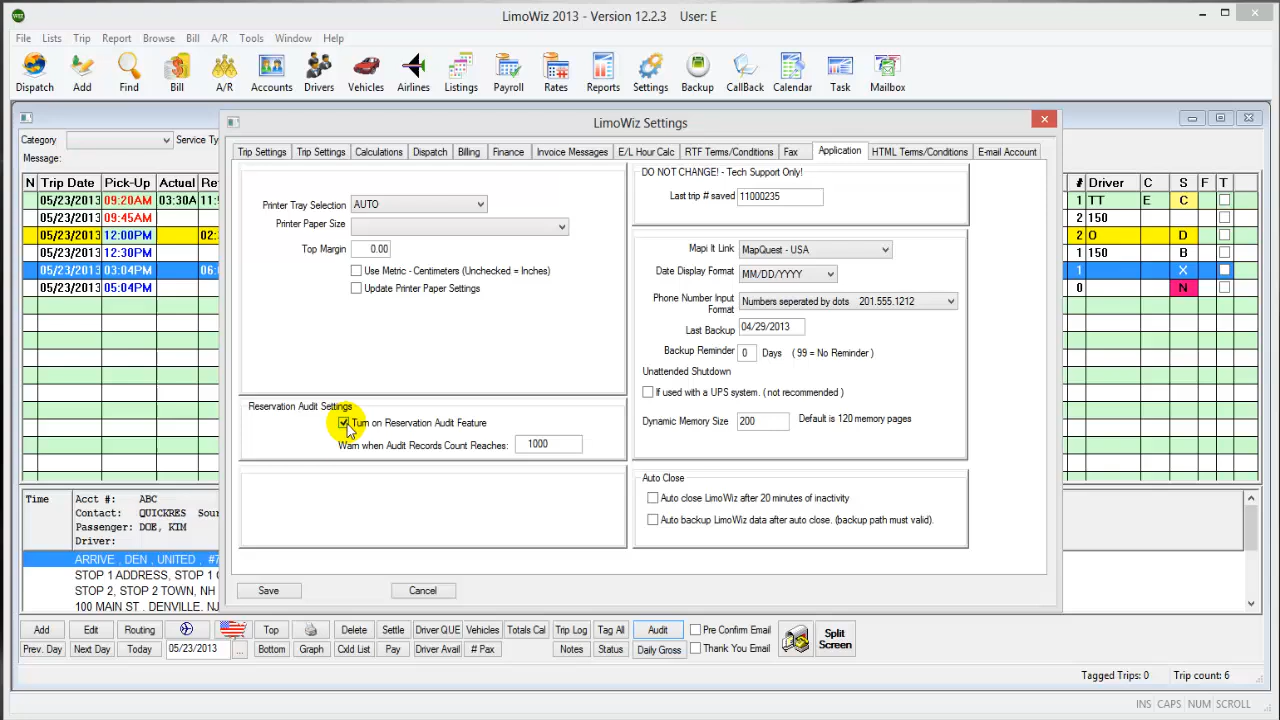 LimoWiz 2013 - Version 12.2.3    User: E
File Lists Trip Report Browse Bill A/R Tools Window Help
Dispatch Add Find Bill A/R Accounts Drivers Vehicles Airlines Listings Payroll Rates Reports Settings Backup CallBack Calendar Task Mailbox
LimoWiz Settings
Category Service Ty
Message:
Trip Settings Trip Settings Calculations Dispatch Billing Finance Invoice Messages E/L Hour Calc RTF Terms/Conditions Fax Application HTML Terms/Conditions E-mail Account
N Trip Date Pick-Up Actual Re
# Driver C S F T
05/23/2013 09:20AM 03:30A 11:5
1 TT E C
05/23/2013 09:45AM
2 150
05/23/2013 12:00PM 02:
2 O D
05/23/2013 12:00PM
1 150 B
05/23/2013 03:04PM 06:
1 X
05/23/2013 05:04PM
0 N
Printer Tray Selection AUTO
Printer Paper Size
Top Margin 0.00
Use Metric - Centimeters (Unchecked = Inches)
Update Printer Paper Settings
Reservation Audit Settings
Turn on Reservation Audit Feature
Warn when Audit Records Count Reaches: 1000
DO NOT CHANGE! - Tech Support Only!
Last trip # saved 11000235
Mapi It Link MapQuest - USA
Date Display Format MM/DD/YYYY
Phone Number Input Format Numbers seperated by dots 201.555.1212
Last Backup 04/29/2013
Backup Reminder 0 Days ( 99 = No Reminder )
Unattended Shutdown
If used with a UPS system. ( not recommended )
Dynamic Memory Size 200 Default is 120 memory pages
Auto Close
Auto close LimoWiz after 20 minutes of inactivity
Auto backup LimoWiz data after auto close. (backup path must valid).
Save Cancel
Time Acct #: ABC
Contact: QUICKRES Sour
Passenger: DOE, KIM
Driver:
ARRIVE , DEN , UNITED , #7
STOP 1 ADDRESS, STOP 1 C
STOP 2, STOP 2 TOWN, NH
100 MAIN ST , DENVILLE, NJ
Add Edit Routing Top Delete Settle Driver QUE Vehicles Totals Cal Trip Log Tag All Audit Pre Confirm Email Split Screen
Prev. Day Next Day Today 05/23/2013 ... Bottom Graph Cxld List Pay Driver Avail # Pax Notes Status Daily Gross Thank You Email
Tagged Trips: 0 Trip count: 6
INS CAPS NUM SCROLL